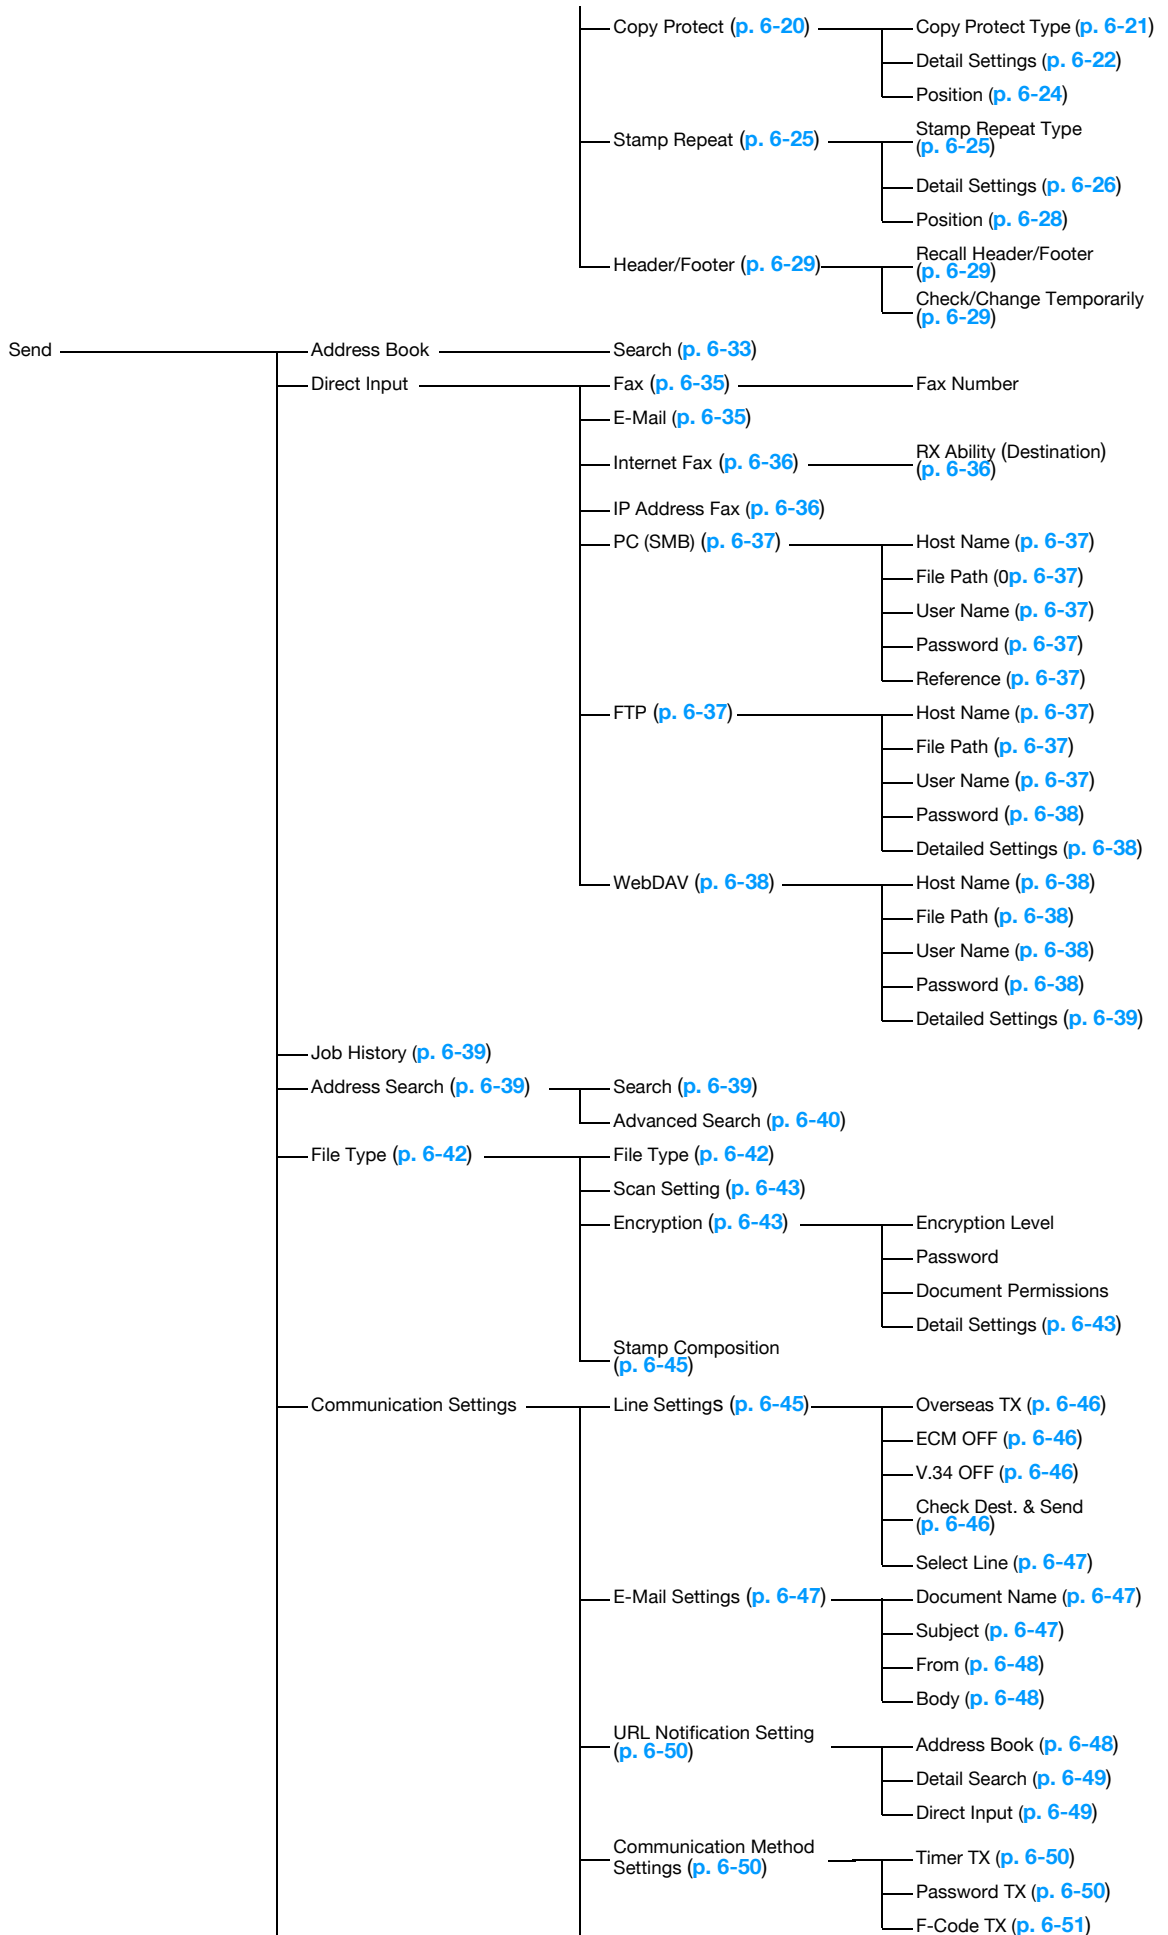 Copy Protect (p. 6-20) Copy Protect Type (p. 6-21)
Detail Settings (p. 6-22)
Position (p. 6-24)
Stamp Repeat (p. 6-25) Stamp Repeat Type
(p. 6-25)
Detail Settings (p. 6-26)
Position (p. 6-28)
Header/Footer (p. 6-29) Recall Header/Footer
(p. 6-29)
Check/Change Temporarily
(p. 6-29)
Send Address Book Search (p. 6-33)
Direct Input Fax (p. 6-35) Fax Number
E-Mail (p. 6-35)
Internet Fax (p. 6-36) RX Ability (Destination)
(p. 6-36)
IP Address Fax (p. 6-36)
PC (SMB) (p. 6-37) Host Name (p. 6-37)
File Path (0p. 6-37)
User Name (p. 6-37)
Password (p. 6-37)
Reference (p. 6-37)
FTP (p. 6-37) Host Name (p. 6-37)
File Path (p. 6-37)
User Name (p. 6-37)
Password (p. 6-38)
Detailed Settings (p. 6-38)
WebDAV (p. 6-38) Host Name (p. 6-38)
File Path (p. 6-38)
User Name (p. 6-38)
Password (p. 6-38)
Detailed Settings (p. 6-39)
Job History (p. 6-39)
Address Search (p. 6-39) Search (p. 6-39)
Advanced Search (p. 6-40)
File Type (p. 6-42) File Type (p. 6-42)
Scan Setting (p. 6-43)
Encryption (p. 6-43) Encryption Level
Password
Document Permissions
Detail Settings (p. 6-43)
Stamp Composition
(p. 6-45)
Communication Settings Line Settings (p. 6-45) Overseas TX (p. 6-46)
ECM OFF (p. 6-46)
V.34 OFF (p. 6-46)
Check Dest. & Send
(p. 6-46)
Select Line (p. 6-47)
E-Mail Settings (p. 6-47) Document Name (p. 6-47)
Subject (p. 6-47)
From (p. 6-48)
Body (p. 6-48)
URL Notification Setting
(p. 6-50) Address Book (p. 6-48)
Detail Search (p. 6-49)
Direct Input (p. 6-49)
Communication Method
Settings (p. 6-50) Timer TX (p. 6-50)
Password TX (p. 6-50)
F-Code TX (p. 6-51)